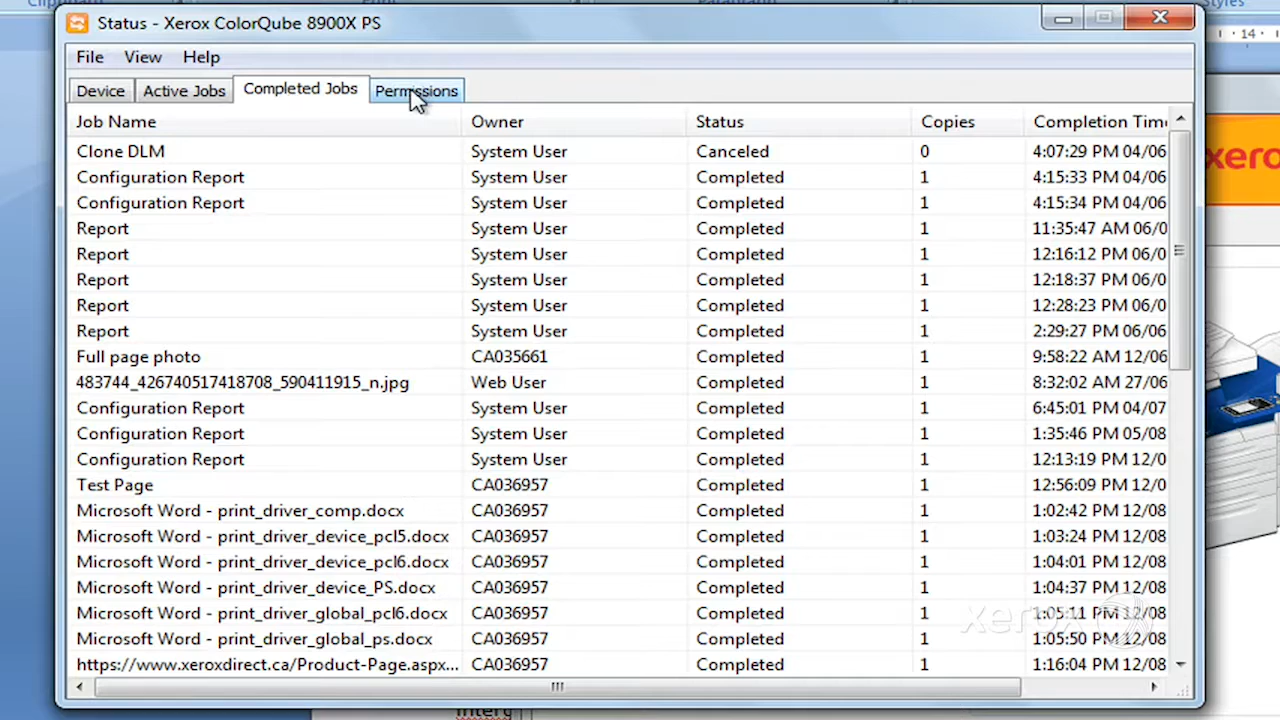 Status - Xerox ColorQube 8900X PS
14
File View Help
Device Active Jobs Completed Jobs Permissions
Job Name Owner Status Copies Completion Time
Clone DLM System User Canceled 0 4:07:29 PM 04/06
Configuration Report System User Completed 1 4:15:33 PM 04/06
xero
Configuration Report System User Completed 1 4:15:34 PM 04/06
Report System User Completed 1 11:35:47 AM 06/0
Report System User Completed 1 12:16:12 PM 06/0
Report System User Completed 1 12:18:37 PM 06/0
Report System User Completed 1 12:28:23 PM 06/0
Report System User Completed 1 2:29:27 PM 06/06
Full page photo CA035661 Completed 1 9:58:22 AM 12/06
483744_426740517418708_590411915_n.jpg Web User Completed 1 8:32:02 AM 27/06
Configuration Report System User Completed 1 6:45:01 PM 04/07
Configuration Report System User Completed 1 1:35:46 PM 05/08
Configuration Report System User Completed 1 12:13:19 PM 12/0
Test Page CA036957 Completed 1 12:56:09 PM 12/0
Microsoft Word - print_driver_comp.docx CA036957 Completed 1 1:02:42 PM 12/08
Microsoft Word - print_driver_device_pcl5.docx CA036957 Completed 1 1:03:24 PM 12/08
Microsoft Word - print_driver_device_pcl6.docx CA036957 Completed 1 1:04:01 PM 12/08
Microsoft Word - print_driver_device_PS.docx CA036957 Completed 1 1:04:37 PM 12/08
Microsoft Word - print_driver_global_pcl6.docx CA036957 Completed 1 1:05:11 PM 12/08
xerox
Microsoft Word - print_driver_global_ps.docx CA036957 Completed 1 1:05:50 PM 12/08
https://www.xeroxdirect.ca/Product-Page.aspx... CA036957 Completed 1 1:16:04 PM 12/08